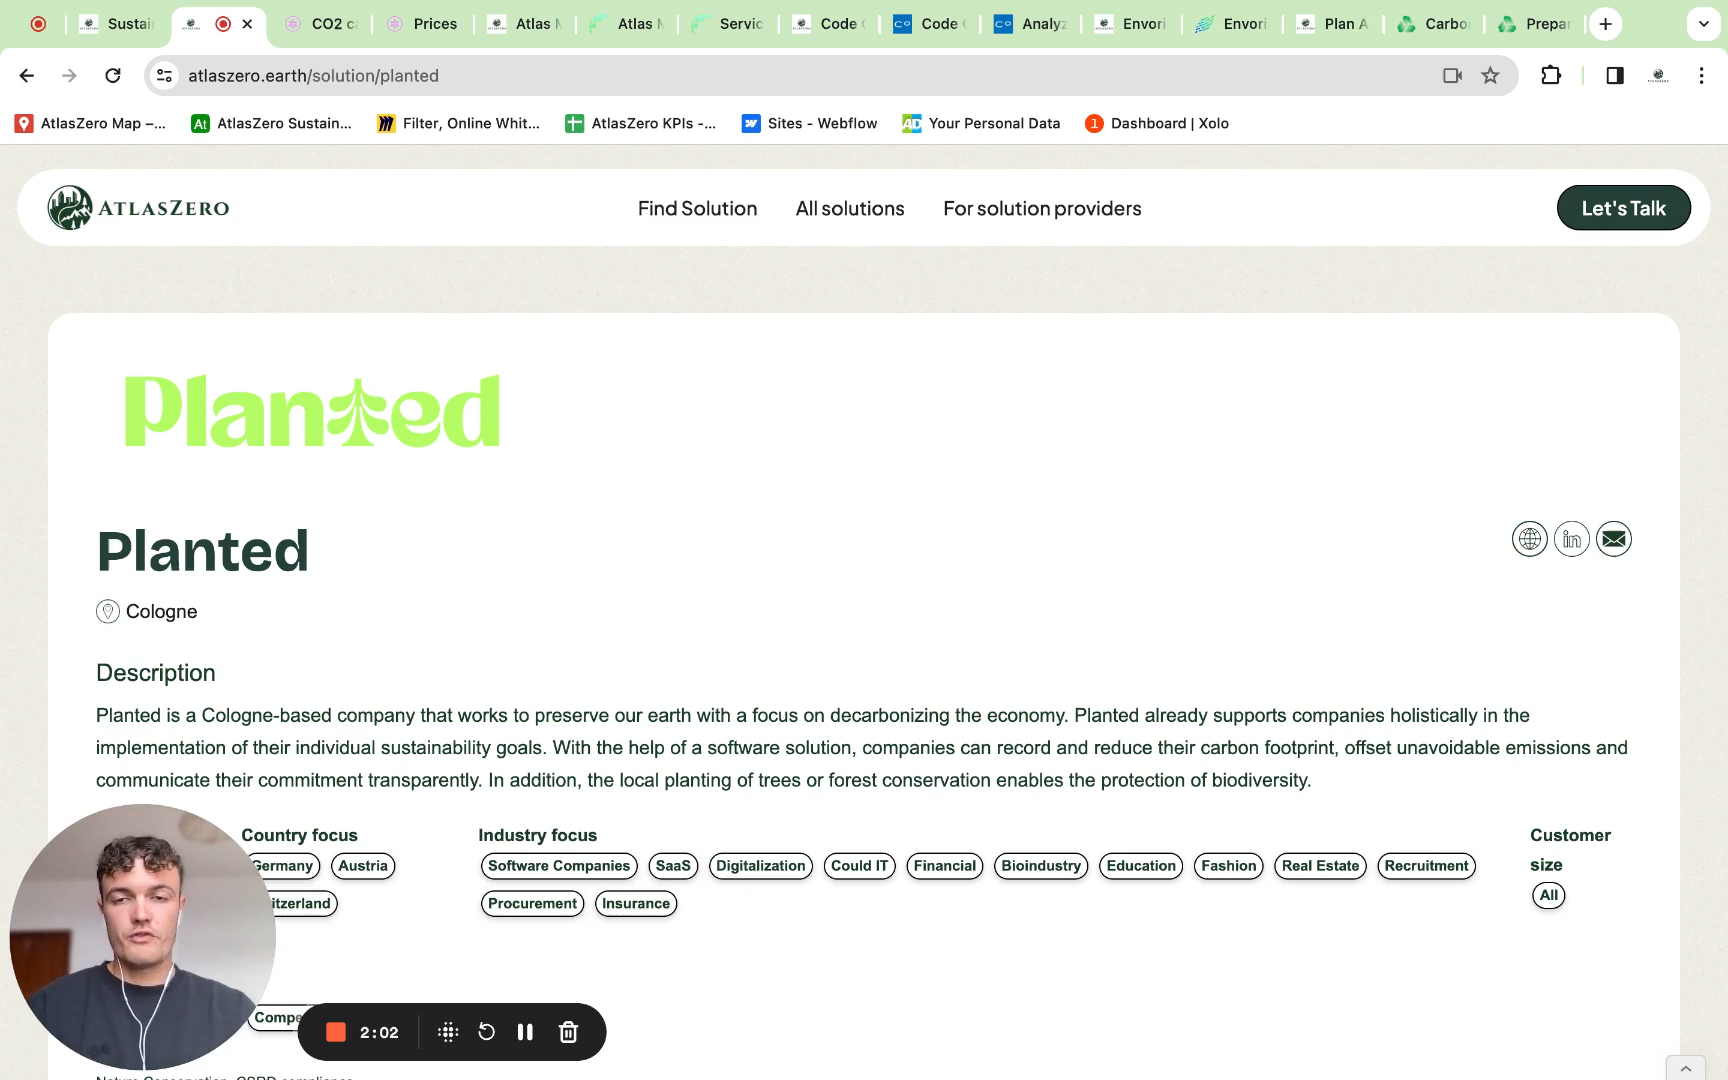 Sustai
CO2 c
Prices
Atlas M
Atlas M
Servic
Code
Code
Analyz
Envori
Envori
Plan A
Carbo
Prepar
atlaszero.earth/solution/planted
AtlasZero Map –...
At
AtlasZero Sustain...
Filter, Online Whit...
AtlasZero KPIs -...
Sites - Webflow
Your Personal Data
1
Dashboard | Xolo
ATLASZERO
Find Solution
All solutions
For solution providers
Let's Talk
Planted
Planted
in
Cologne
Description
Planted is a Cologne-based company that works to preserve our earth with a focus on decarbonizing the economy. Planted already supports companies holistically in the
implementation of their individual sustainability goals. With the help of a software solution, companies can record and reduce their carbon footprint, offset unavoidable emissions and
communicate their commitment transparently. In addition, the local planting of trees or forest conservation enables the protection of biodiversity.
Country focus
Germany
Austria
itzerland
Industry focus
Software Companies
SaaS
Digitalization
Could IT
Financial
Bioindustry
Education
Fashion
Real Estate
Recruitment
Procurement
Insurance
Customer
size
All
Compe
2:02